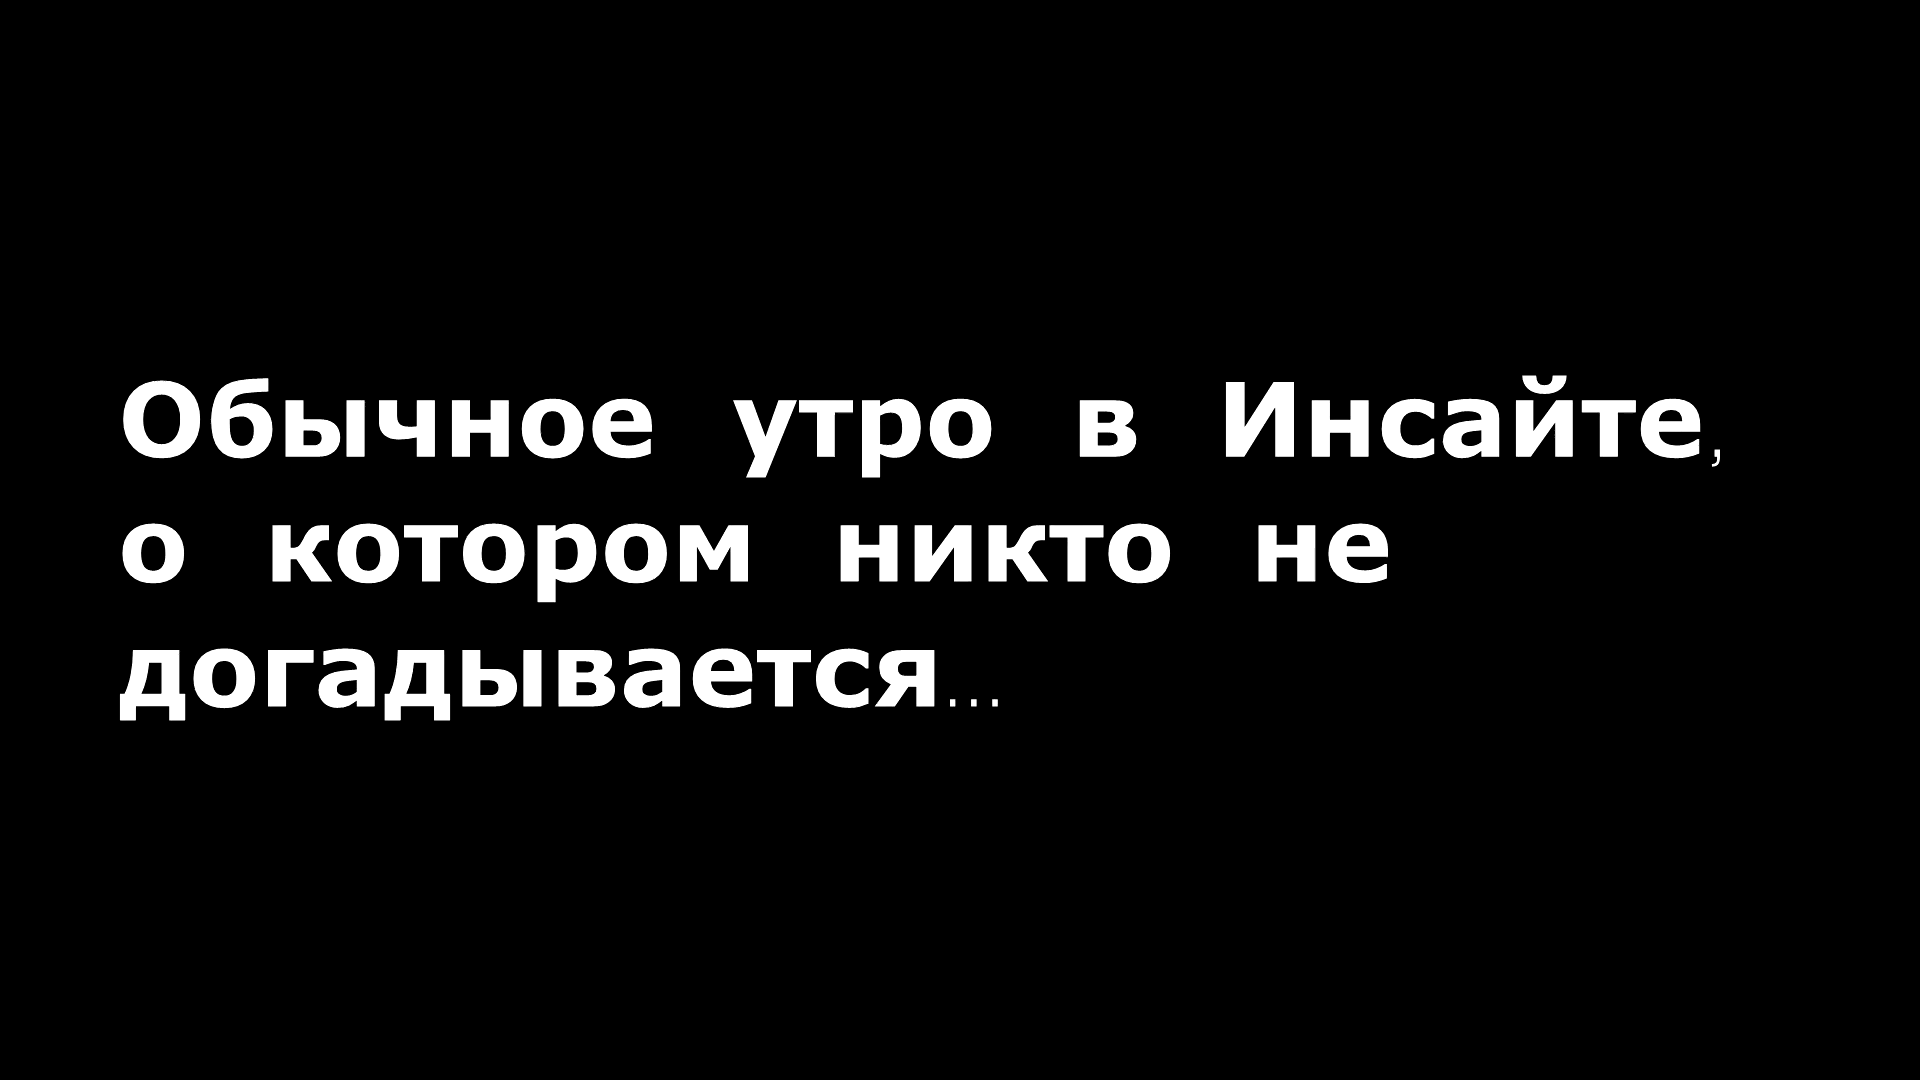 Обычное утро в Инсайте,
о котором никто не
догадывается...